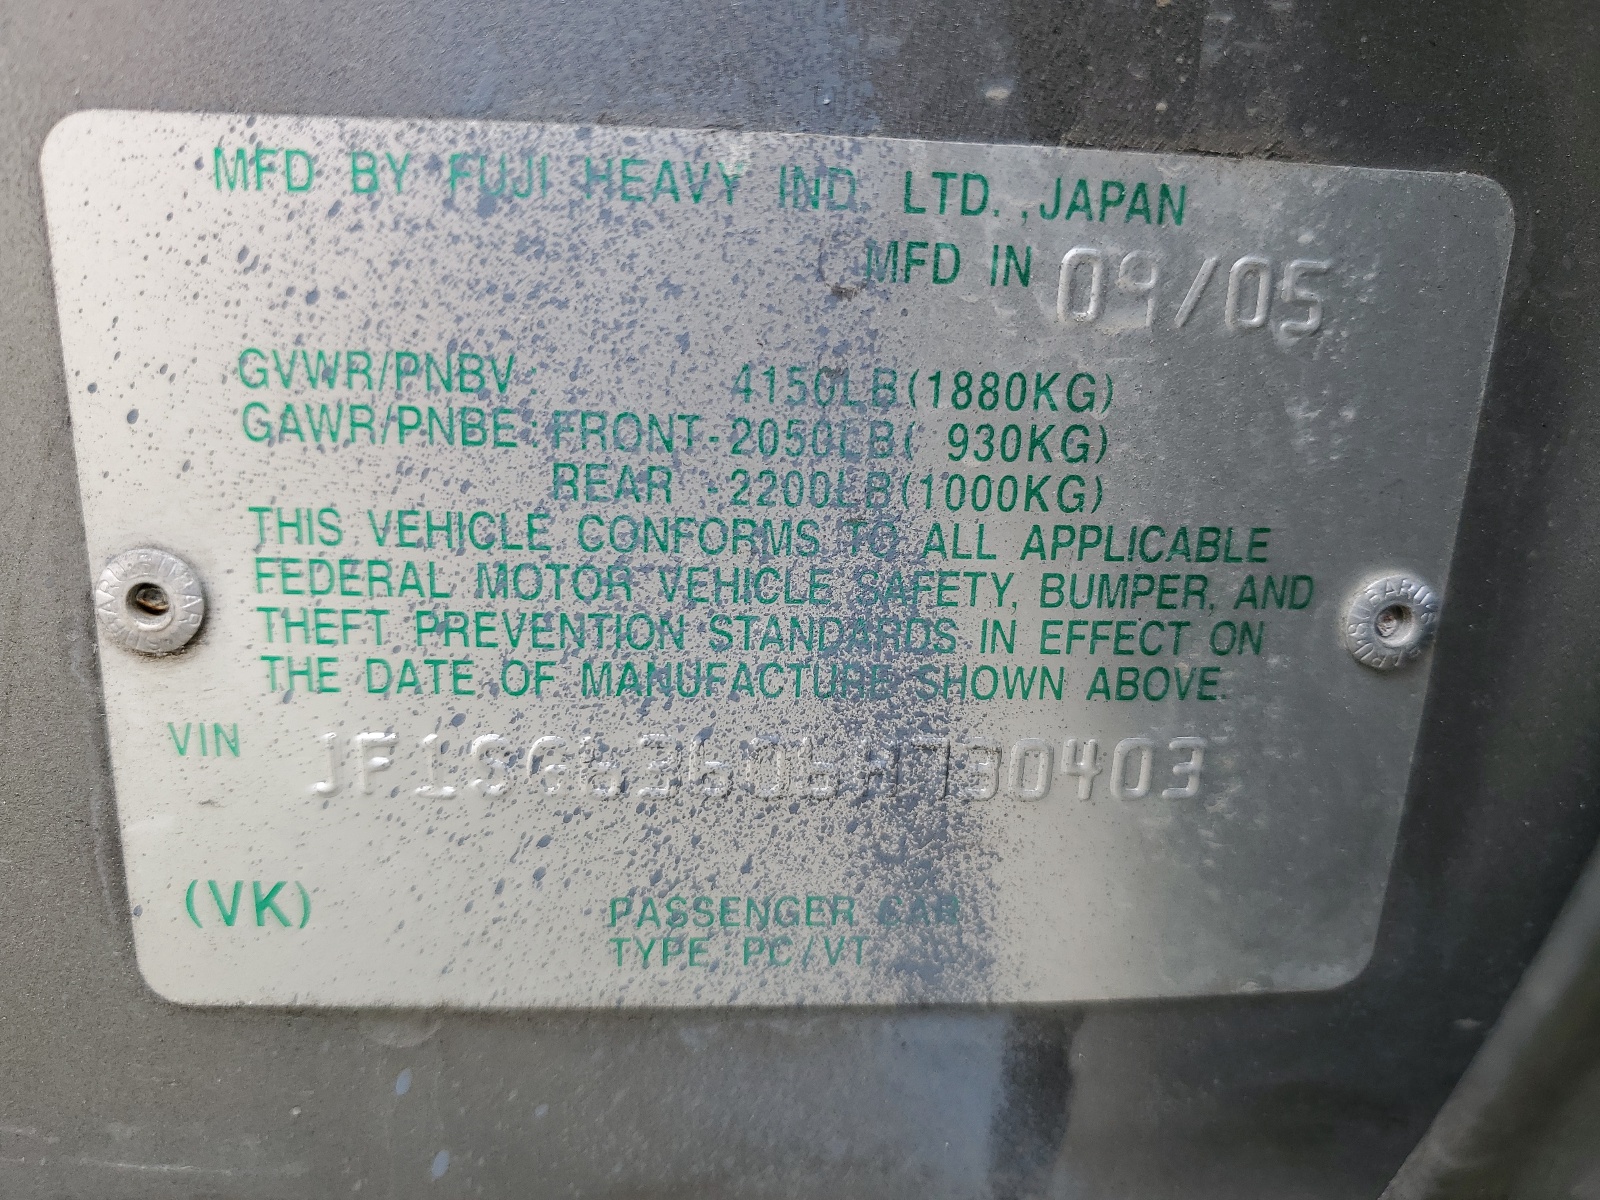 MFD BY FUJI HEAVY IND. LTD. ,JAPAN
MFD IN 09/05
GVWR/PNBV 4150LB(1880KG)
GAWR/PNBE : FRONT-2050LB( 930KG)
REAR -2200LB(1000KG)
THIS VEHICLE CONFORMS TO ALL APPLICABLE
FEDERAL MOTOR VEHICLE SAFETY, BUMPER, AND
THEFT PREVENTION STANDARDS IN EFFECT ON
THE DATE OF MANUFACTURE SHOWN ABOVE.
VIN JF1SG63606H730403
(VK)
PASSENGER CAR
TYPE PC/VT